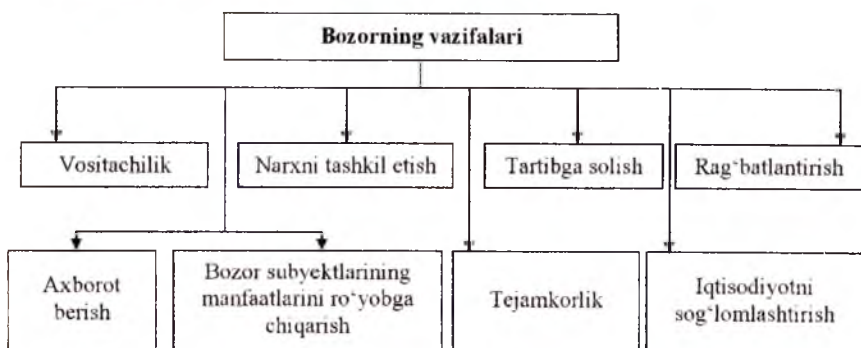 Bozorning vazifalari
Vositachilik
Narxni tashkil etish
Tartibga solish
Rag‘batlantirish
Axborot
berish
Bozor subyektlarining
manfaatlarini ro‘yobga
chiqarish
Tejamkorlik
Iqtisodiyotni
sog‘lomlashtirish